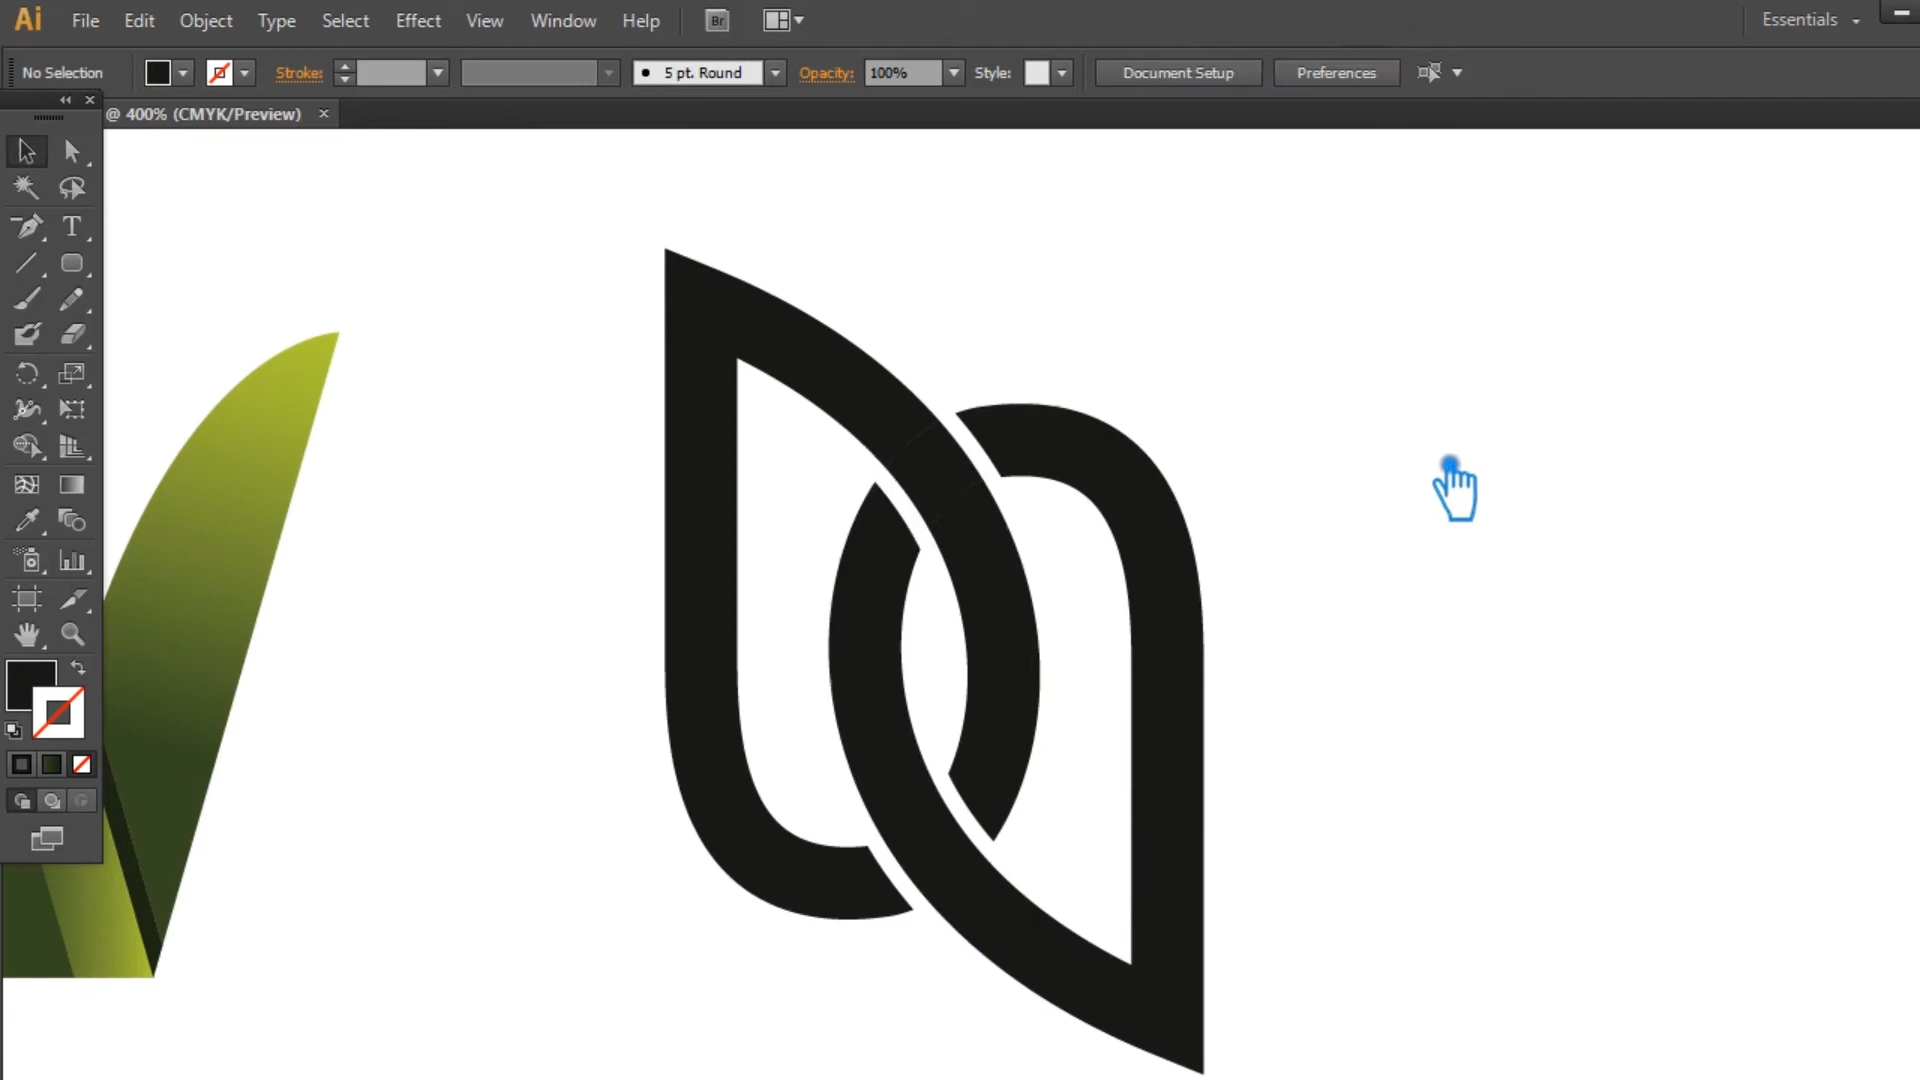 Ai File Edit Object Type Select Effect View Window Help Br Essentials
No Selection Stroke: 5 pt. Round Opacity: 100% Style: Document Setup Preferences
@ 400% (CMYK/Preview) ×
T